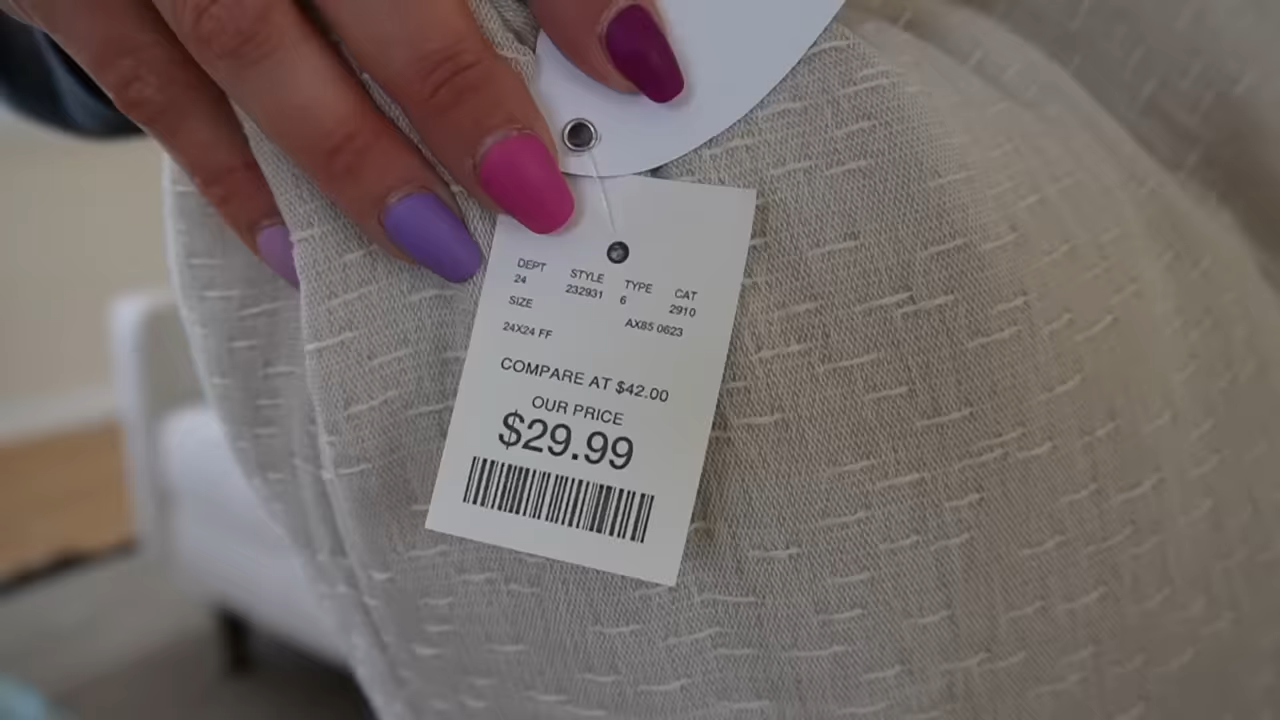 DEPT STYLE TYPE CAT
24 232931 6 2910
SIZE AX85 0623
24X24 FF
COMPARE AT $42.00
OUR PRICE
$29.99